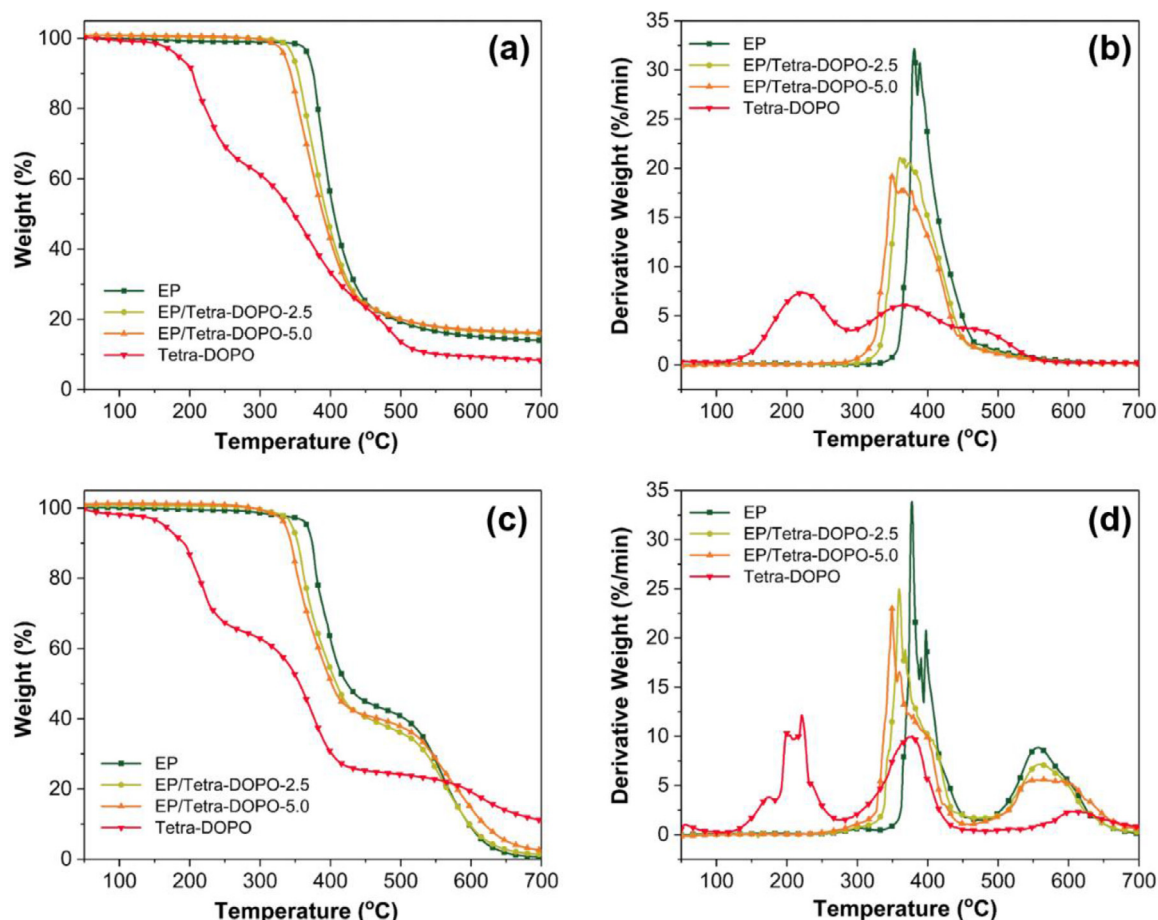 (a)
100
80
60
40
20
0
Weight (%)
EP
EP/Tetra-DOPO-2.5
EP/Tetra-DOPO-5.0
Tetra-DOPO
100 200 300 400 500 600 700
Temperature (°C)
(b)
35
30
25
20
15
10
5
0
Derivative Weight (%/min)
EP
EP/Tetra-DOPO-2.5
EP/Tetra-DOPO-5.0
Tetra-DOPO
100 200 300 400 500 600 700
Temperature (°C)
(c)
100
80
60
40
20
0
Weight (%)
EP
EP/Tetra-DOPO-2.5
EP/Tetra-DOPO-5.0
Tetra-DOPO
100 200 300 400 500 600 700
Temperature (°C)
(d)
35
30
25
20
15
10
5
0
Derivative Weight (%/min)
EP
EP/Tetra-DOPO-2.5
EP/Tetra-DOPO-5.0
Tetra-DOPO
100 200 300 400 500 600 700
Temperature (°C)